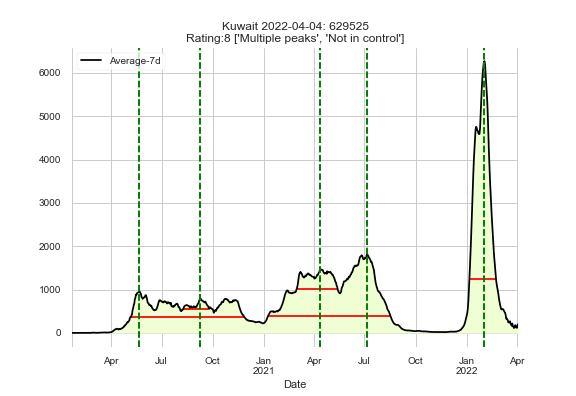 Kuwait 2022-04-04: 629525
Rating:8 ['Multiple peaks', 'Not in control']
Average-7d
6000
5000
4000
3000
2000
1000
0
Apr Jul Oct Jan Apr Jul Oct Jan Apr
2021 2022
Date